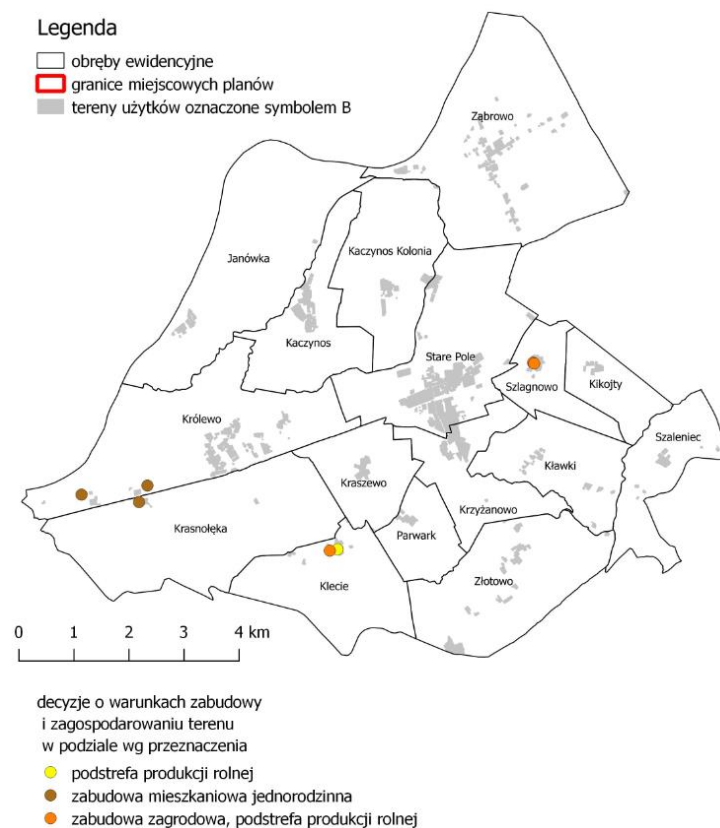 Legenda
obręby ewidencyjne
granice miejscowych planów
tereny użytków oznaczone symbolem B
Ząbrowo
Janówka
Kaczynos Kolonia
Kaczynos
Stare Pole
Szlagnowo
Kikojty
Królewo
Szaleniec
Kraszewo
Kławki
Krasnołęka
Parwark
Krzyżanowo
Klecie
Złotowo
0 1 2 3 4 km
decyzje o warunkach zabudowy
i zagospodarowaniu terenu
w podziale wg przeznaczenia
podstrefa produkcji rolnej
zabudowa mieszkaniowa jednorodzinna
zabudowa zagrodowa, podstrefa produkcji rolnej